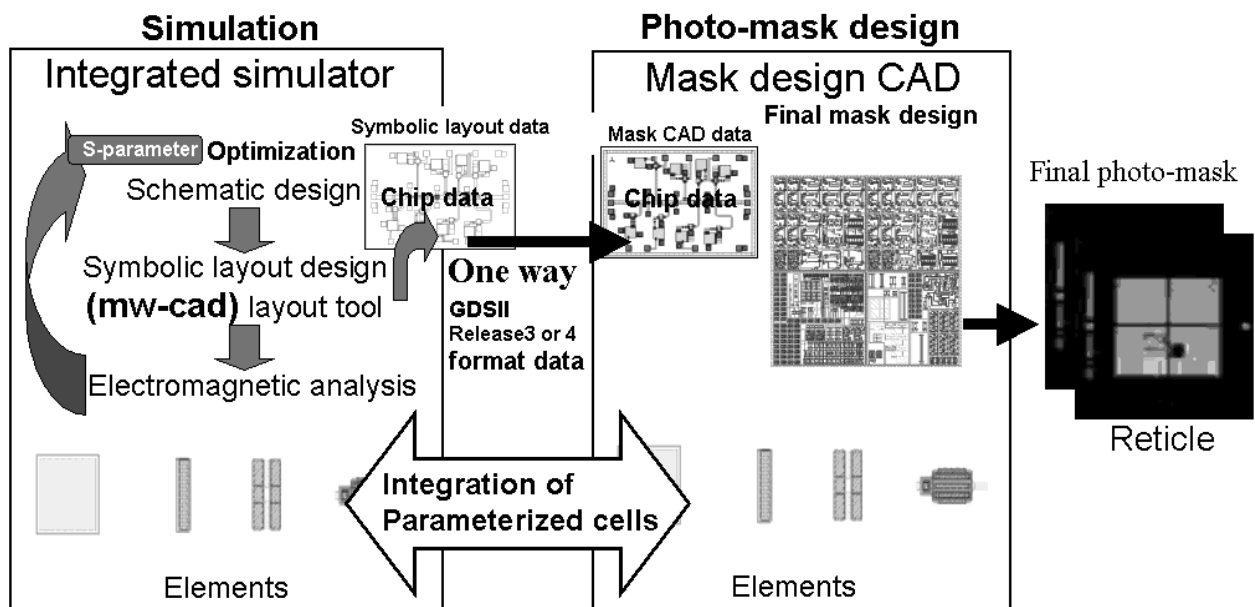 Simulation
Integrated simulator
S-parameter Optimization
Schematic design
Symbolic layout design
(mw-cad) layout tool
Electromagnetic analysis
Elements
Symbolic layout data
Chip data
One way
GDSII
Release3 or 4
format data
Integration of
Parameterized cells
Photo-mask design
Mask design CAD
Final mask design
Mask CAD data
Chip data
Elements
Final photo-mask
Reticle